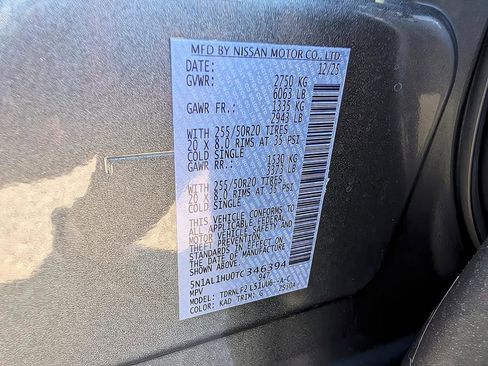 MFD BY NISSAN MOTOR CO., LTD.
DATE: 12/25
GVWR: 2750 KG
6063 LB
GAWR FR.: 1335 KG
2943 LB
WITH 255/50R20 TIRES
20 X 8.0 RIMS AT 35 PSI
COLD SINGLE
GAWR RR.: 1530 KG
3373 LB
WITH 255/50R20 TIRES
20 X 8.0 RIMS AT 35 PSI
COLD SINGLE
THIS VEHICLE CONFORMS TO
ALL APPLICABLE FEDERAL
MOTOR VEHICLE SAFETY AND
THEFT PREVENTION
STANDARDS IN EFFECT ON
THE DATE OF MANUFACTURE
SHOWN ABOVE.
5N1AL1HU0TC346394
MPV 947
MODEL: TDRNLF2
COLOR: KAD TRIM: G